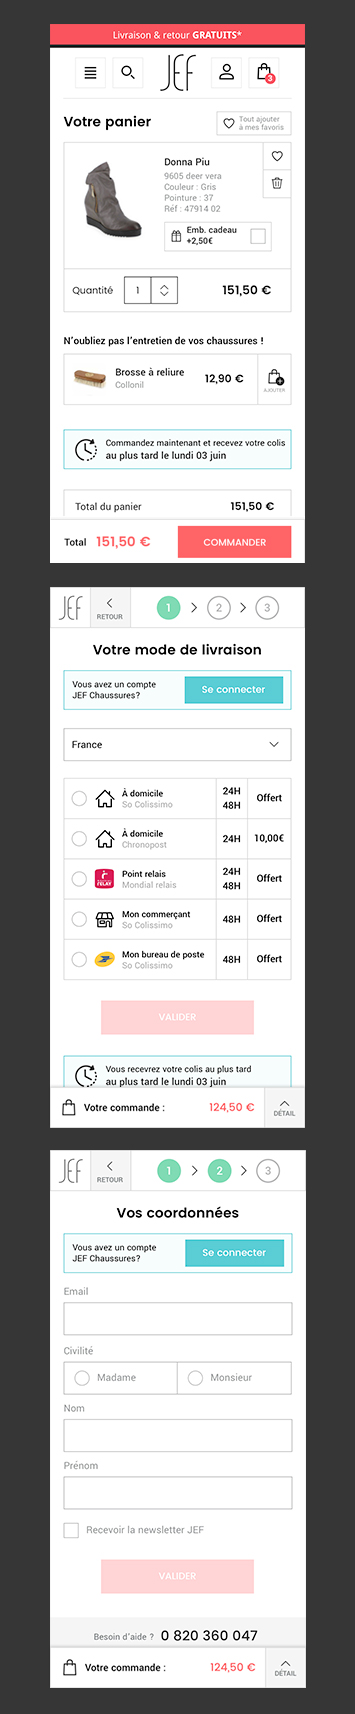 Livraison & retour GRATUITS*
JEF
3
Votre panier
Tout ajouter
à mes favoris
Donna Piu
9605 deer vera
Couleur : Gris
Pointure : 37
Réf : 47914 02
Emb. cadeau
+2,50€
Quantité 1 151,50 €
N'oubliez pas l'entretien de vos chaussures !
Brosse à reliure
Collonil
12,90 €
AJOUTER
Commandez maintenant et recevez votre colis
au plus tard le lundi 03 juin
Total du panier 151,50 €
Total 151,50 € COMMANDER
JEF RETOUR 1 2 3
Votre mode de livraison
Vous avez un compte
JEF Chaussures?
Se connecter
France
À domicile
So Colissimo
24H
48H
Offert
À domicile
Chronopost
24H
10,00€
Point relais
Mondial relais
24H
48H
Offert
Mon commerçant
So Colissimo
48H
Offert
Mon bureau de poste
So Colissimo
48H
Offert
VALIDER
Vous recevrez votre colis au plus tard
au plus tard le lundi 03 juin
Votre commande : 124,50 € DÉTAIL
JEF RETOUR 1 2 3
Vos coordonnées
Vous avez un compte
JEF Chaussures?
Se connecter
Email
Civilité
Madame Monsieur
Nom
Prénom
Recevoir la newsletter JEF
VALIDER
Besoin d'aide ? 0 820 360 047
Votre commande : 124,50 € DÉTAIL